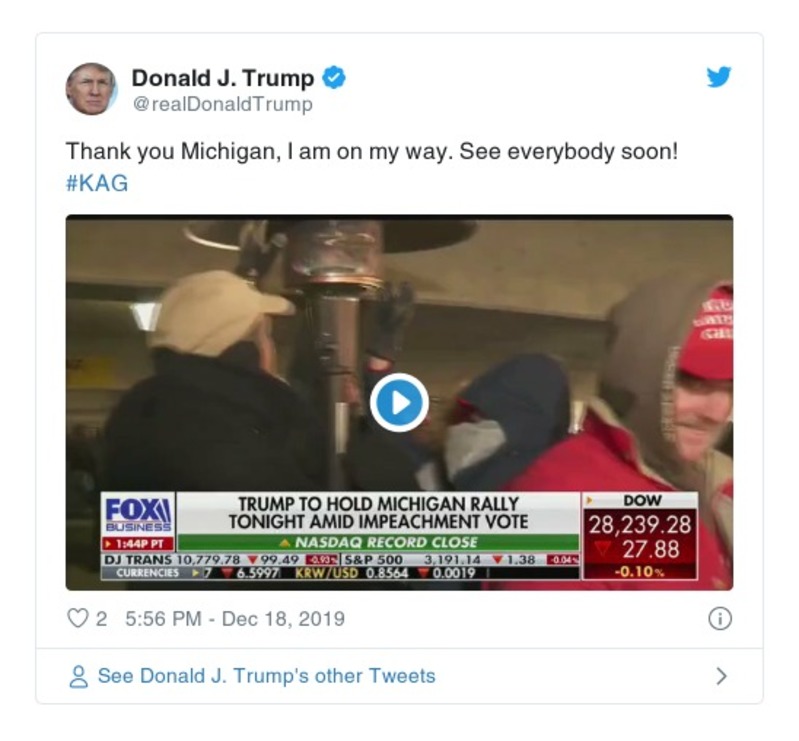 Donald J. Trump
@realDonaldTrump
Thank you Michigan, I am on my way. See everybody soon!
#KAG
FOX
BUSINESS
1:44P PT
TRUMP TO HOLD MICHIGAN RALLY
TONIGHT AMID IMPEACHMENT VOTE
NASDAQ RECORD CLOSE
DOW
28,239.28
27.88
-0.10%
DJ TRANS 10,779.78 ▼ 99.49 -0.93% S&P 500 3,191.14 ▼ 1.38 -0.04%
CURRENCIES 7 ▼ 6.5997 KRW/USD 0.8564 ▼ 0.0019
2 5:56 PM - Dec 18, 2019
See Donald J. Trump's other Tweets